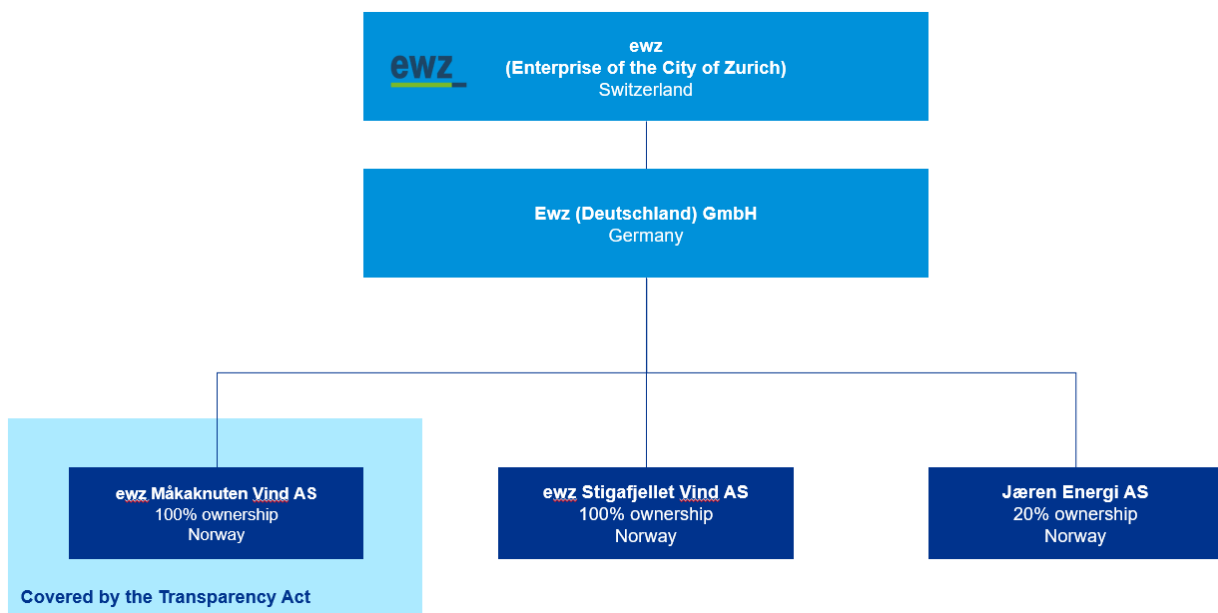 ewz
ewz
(Enterprise of the City of Zurich)
Switzerland
Ewz (Deutschland) GmbH
Germany
ewz Måkaknuten Vind AS
100% ownership
Norway
ewz Stigafjellet Vind AS
100% ownership
Norway
Jæren Energi AS
20% ownership
Norway
Covered by the Transparency Act